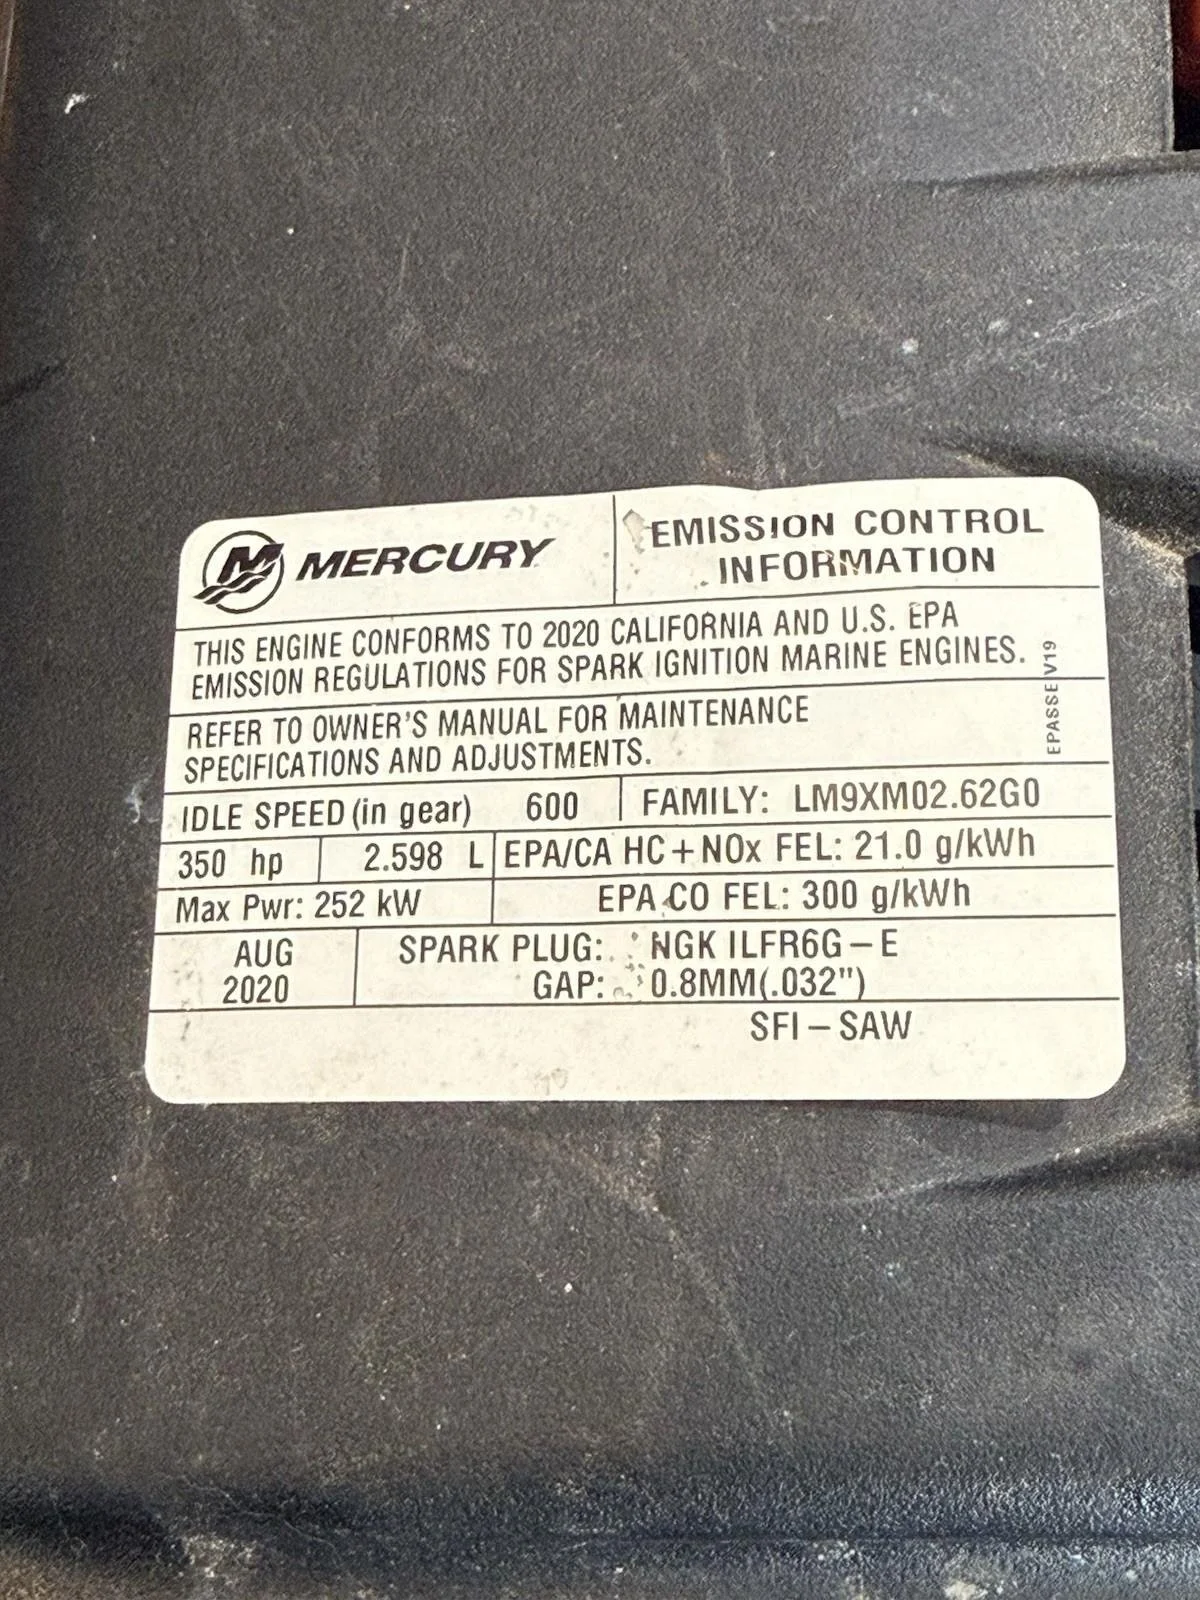 MERCURY
EMISSION CONTROL
INFORMATION
THIS ENGINE CONFORMS TO 2020 CALIFORNIA AND U.S. EPA
EMISSION REGULATIONS FOR SPARK IGNITION MARINE ENGINES.
REFER TO OWNER'S MANUAL FOR MAINTENANCE
SPECIFICATIONS AND ADJUSTMENTS.
EPASSE V19
IDLE SPEED (in gear) 600 FAMILY: LM9XM02.62G0
350 hp 2.598 L EPA/CA HC+NOx FEL: 21.0 g/kWh
Max Pwr: 252 kW EPA CO FEL: 300 g/kWh
AUG SPARK PLUG: NGK ILFR6G–E
2020 GAP: 0.8MM(.032")
SFI–SAW